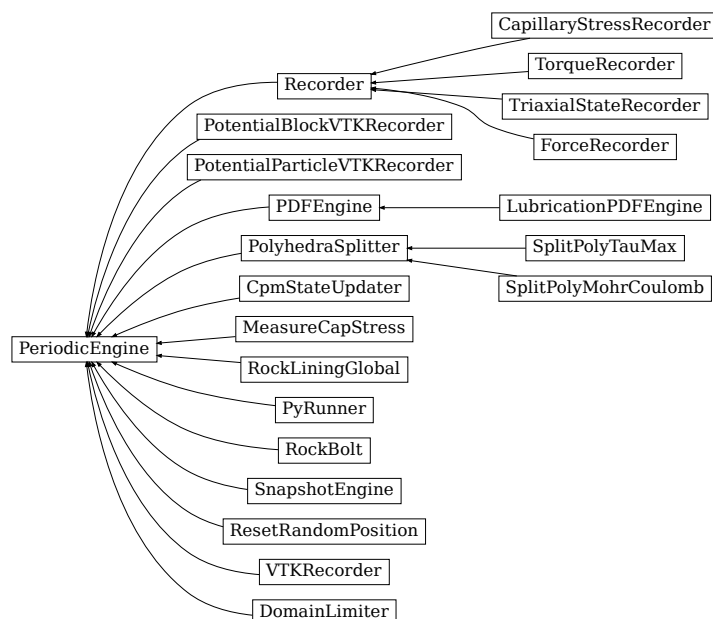 CapillaryStressRecorder
TorqueRecorder
Recorder
TriaxialStateRecorder
PotentialBlockVTKRecorder
ForceRecorder
PotentialParticleVTKRecorder
PDFEngine
LubricationPDFEngine
PolyhedraSplitter
SplitPolyTauMax
CpmStateUpdater
SplitPolyMohrCoulomb
MeasureCapStress
PeriodicEngine
RockLiningGlobal
PyRunner
RockBolt
SnapshotEngine
ResetRandomPosition
VTKRecorder
DomainLimiter